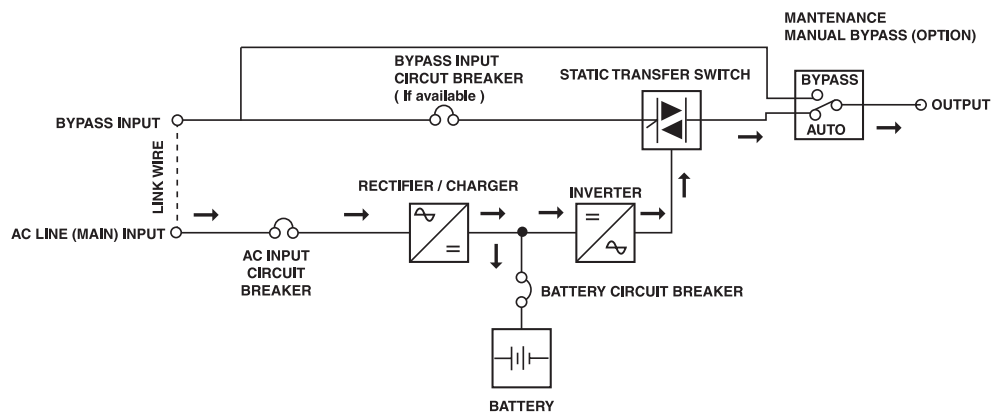 MANTENANCE
MANUAL BYPASS (OPTION)
BYPASS INPUT
CIRCUT BREAKER
( If available )
STATIC TRANSFER SWITCH
BYPASS
AUTO
OUTPUT
BYPASS INPUT
LINK WIRE
RECTIFIER / CHARGER
INVERTER
AC LINE (MAIN) INPUT
AC INPUT
CIRCUIT
BREAKER
BATTERY CIRCUIT BREAKER
BATTERY